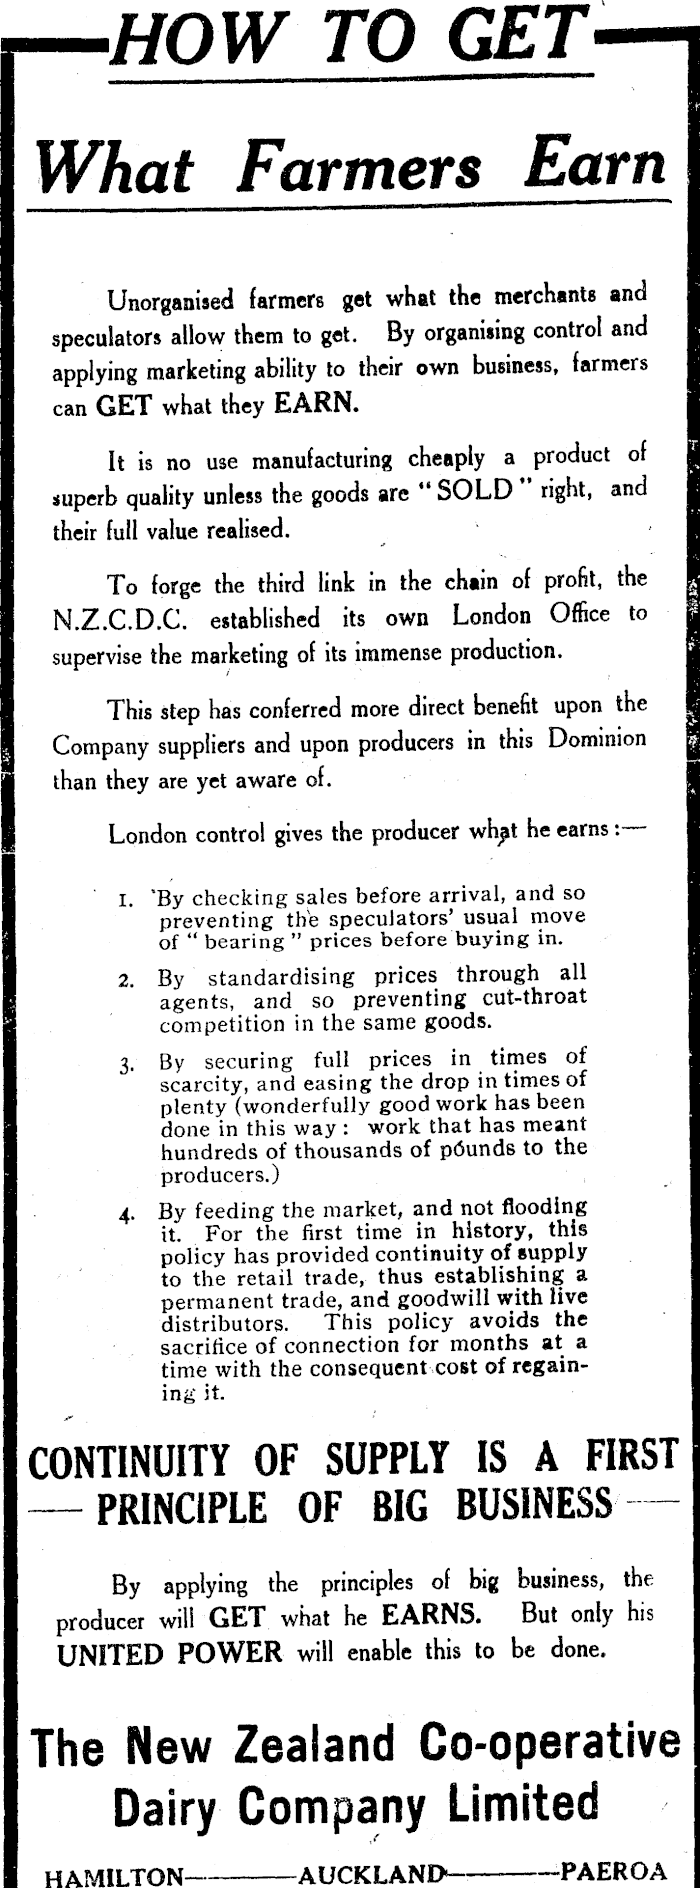 HOW TO GET
What Farmers Earn
Unorganised farmers get what the merchants and
speculators allow them to get. By organising control and
applying marketing ability to their own business, farmers
can GET what they EARN.
It is no use manufacturing cheaply a product of
superb quality unless the goods are "SOLD" right, and
their full value realised.
To forge the third link in the chain of profit, the
N.Z.C.D.C. established its own London Office to
supervise the marketing of its immense production.
This step has conferred more direct benefit upon the
Company suppliers and upon producers in this Dominion
than they are yet aware of.
London control gives the producer what he earns:—
1. By checking sales before arrival, and so
preventing the speculators' usual move
of "bearing" prices before buying in.
2. By standardising prices through all
agents, and so preventing cut-throat
competition in the same goods.
3. By securing full prices in times of
scarcity, and easing the drop in times of
plenty (wonderfully good work has been
done in this way: work that has meant
hundreds of thousands of pounds to the
producers.)
4. By feeding the market, and not flooding
it. For the first time in history, this
policy has provided continuity of supply
to the retail trade, thus establishing a
permanent trade, and goodwill with live
distributors. This policy avoids the
sacrifice of connection for months at a
time with the consequent cost of regain-
ing it.
CONTINUITY OF SUPPLY IS A FIRST
— PRINCIPLE OF BIG BUSINESS —
By applying the principles of big business, the
producer will GET what he EARNS. But only his
UNITED POWER will enable this to be done.
The New Zealand Co-operative
Dairy Company Limited
HAMILTON———AUCKLAND———PAEROA